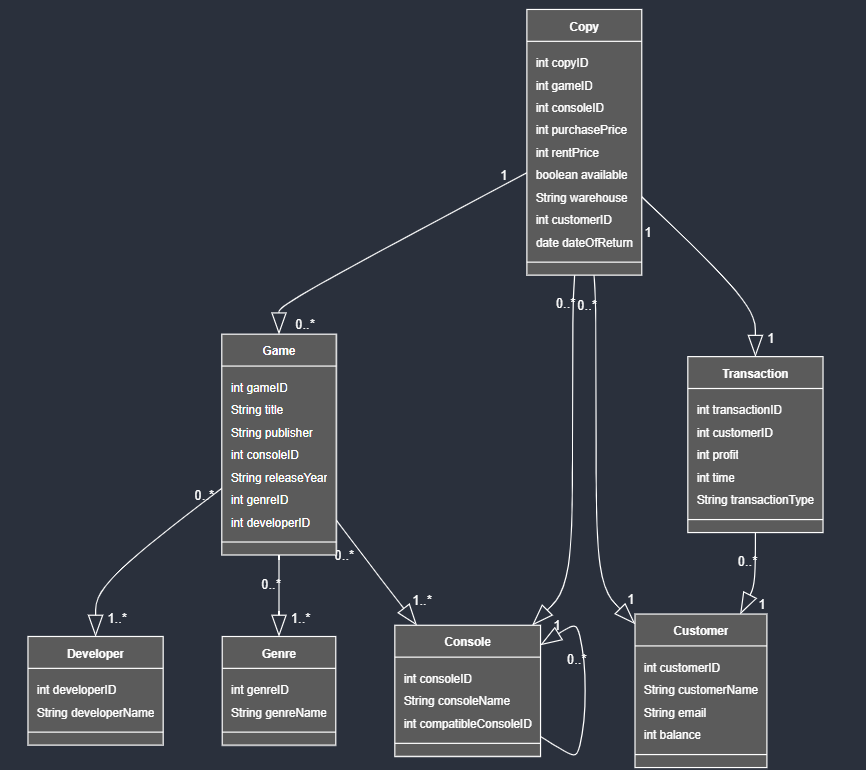 Copy
int copyID
int gameID
int consoleID
int purchasePrice
int rentPrice
boolean available
String warehouse
int customerID
date dateOfReturn
1
1
0..*
0..*
0..*
1
Game
int gameID
String title
String publisher
int consoleID
String releaseYear
int genreID
int developerID
Transaction
int transactionID
int customerID
int profit
int time
String transactionType
0..*
0..*
0..*
0..*
1..*
1..*
1..*
1
1
1
0..*
Developer
int developerID
String developerName
Genre
int genreID
String genreName
Console
int consoleID
String consoleName
int compatibleConsoleID
Customer
int customerID
String customerName
String email
int balance